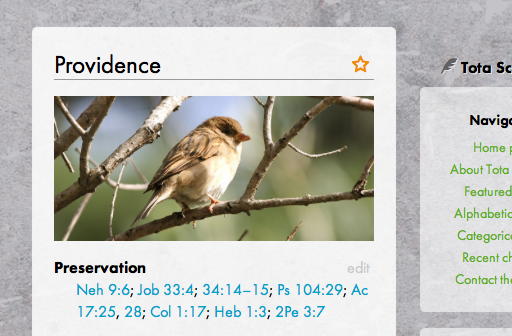 Providence
Preservation edit
Neh 9:6; Job 33:4; 34:14–15; Ps 104:29; Ac
17:25, 28; Col 1:17; Heb 1:3; 2Pe 3:7
Tota Sc
Naviga
Home p
About Tota
Featured
Alphabetic
Categorica
Recent ch
Contact the